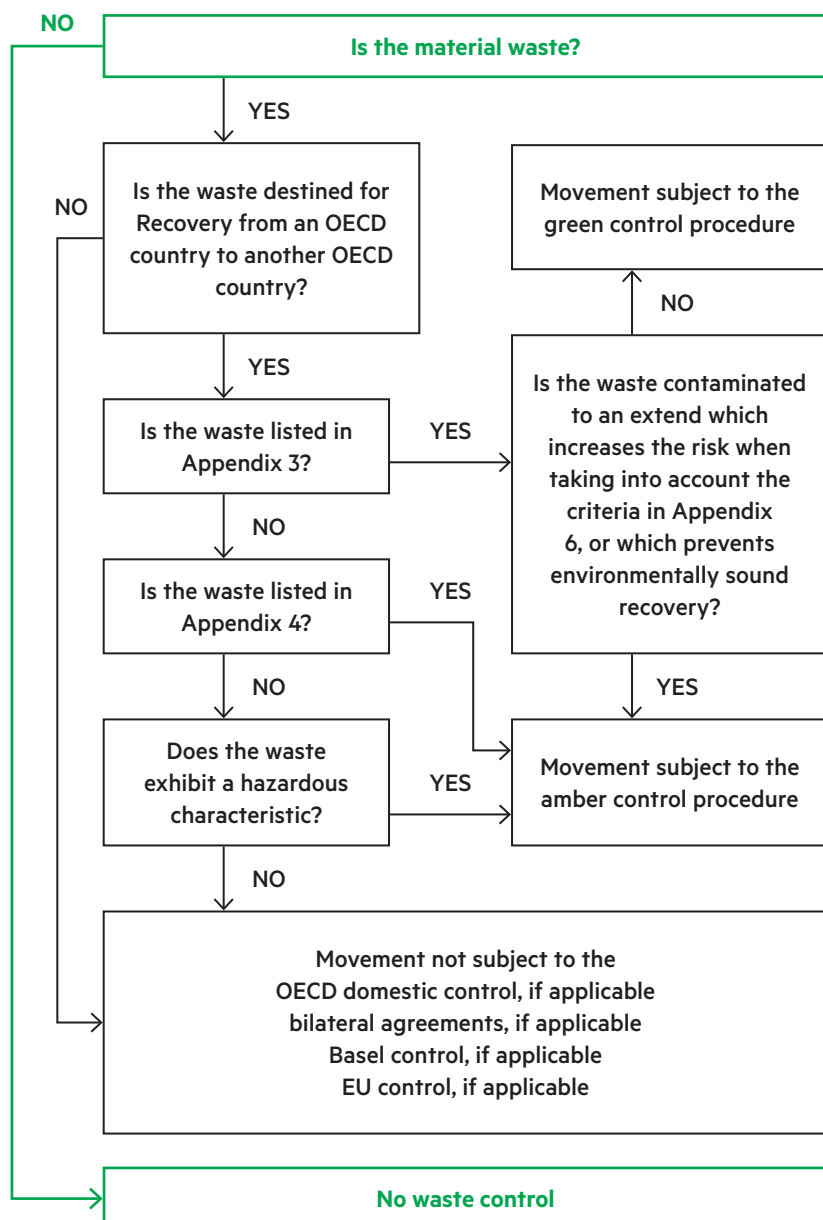 NO
Is the material waste?
YES
Is the waste destined for
Recovery from an OECD
country to another OECD
country?
NO
Movement subject to the
green control procedure
NO
YES
Is the waste listed in
Appendix 3?
YES
Is the waste contaminated
to an extend which
increases the risk when
taking into account the
criteria in Appendix
6, or which prevents
environmentally sound
recovery?
NO
Is the waste listed in
Appendix 4?
YES
NO
YES
Does the waste
exhibit a hazardous
characteristic?
YES
Movement subject to the
amber control procedure
NO
Movement not subject to the
OECD domestic control, if applicable
bilateral agreements, if applicable
Basel control, if applicable
EU control, if applicable
No waste control